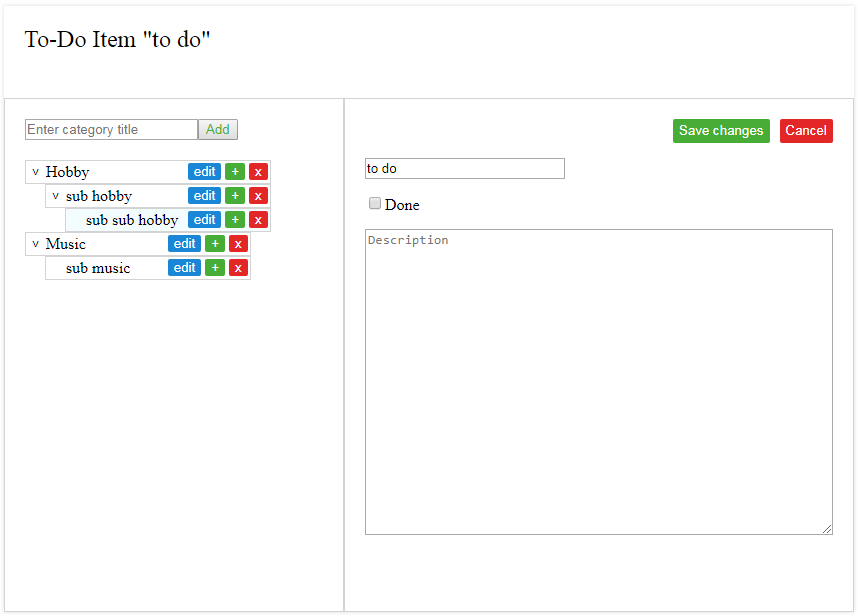 To-Do Item "to do"
Enter category title Add
v Hobby edit + x
v sub hobby edit + x
sub sub hobby edit + x
v Music edit + x
sub music edit + x
Save changes Cancel
to do
Done
Description